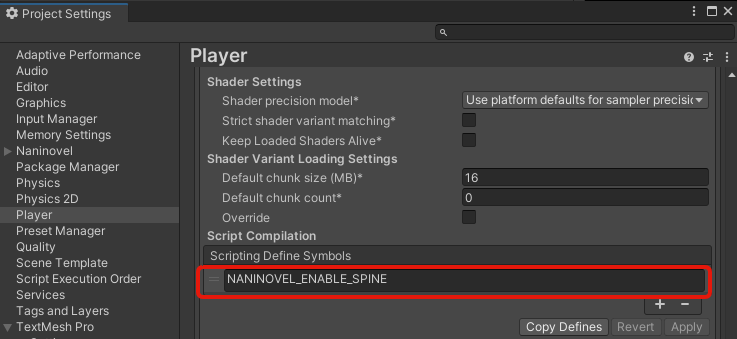 Project Settings
Adaptive Performance
Audio
Editor
Graphics
Input Manager
Memory Settings
Naninovel
Package Manager
Physics
Physics 2D
Player
Preset Manager
Quality
Scene Template
Script Execution Order
Services
Tags and Layers
TextMesh Pro
Player
Shader Settings
Shader precision model* Use platform defaults for sampler precisio
Strict shader variant matching*
Keep Loaded Shaders Alive*
Shader Variant Loading Settings
Default chunk size (MB)* 16
Default chunk count* 0
Override
Script Compilation
Scripting Define Symbols
NANINOVEL_ENABLE_SPINE
+ −
Copy Defines Revert Apply